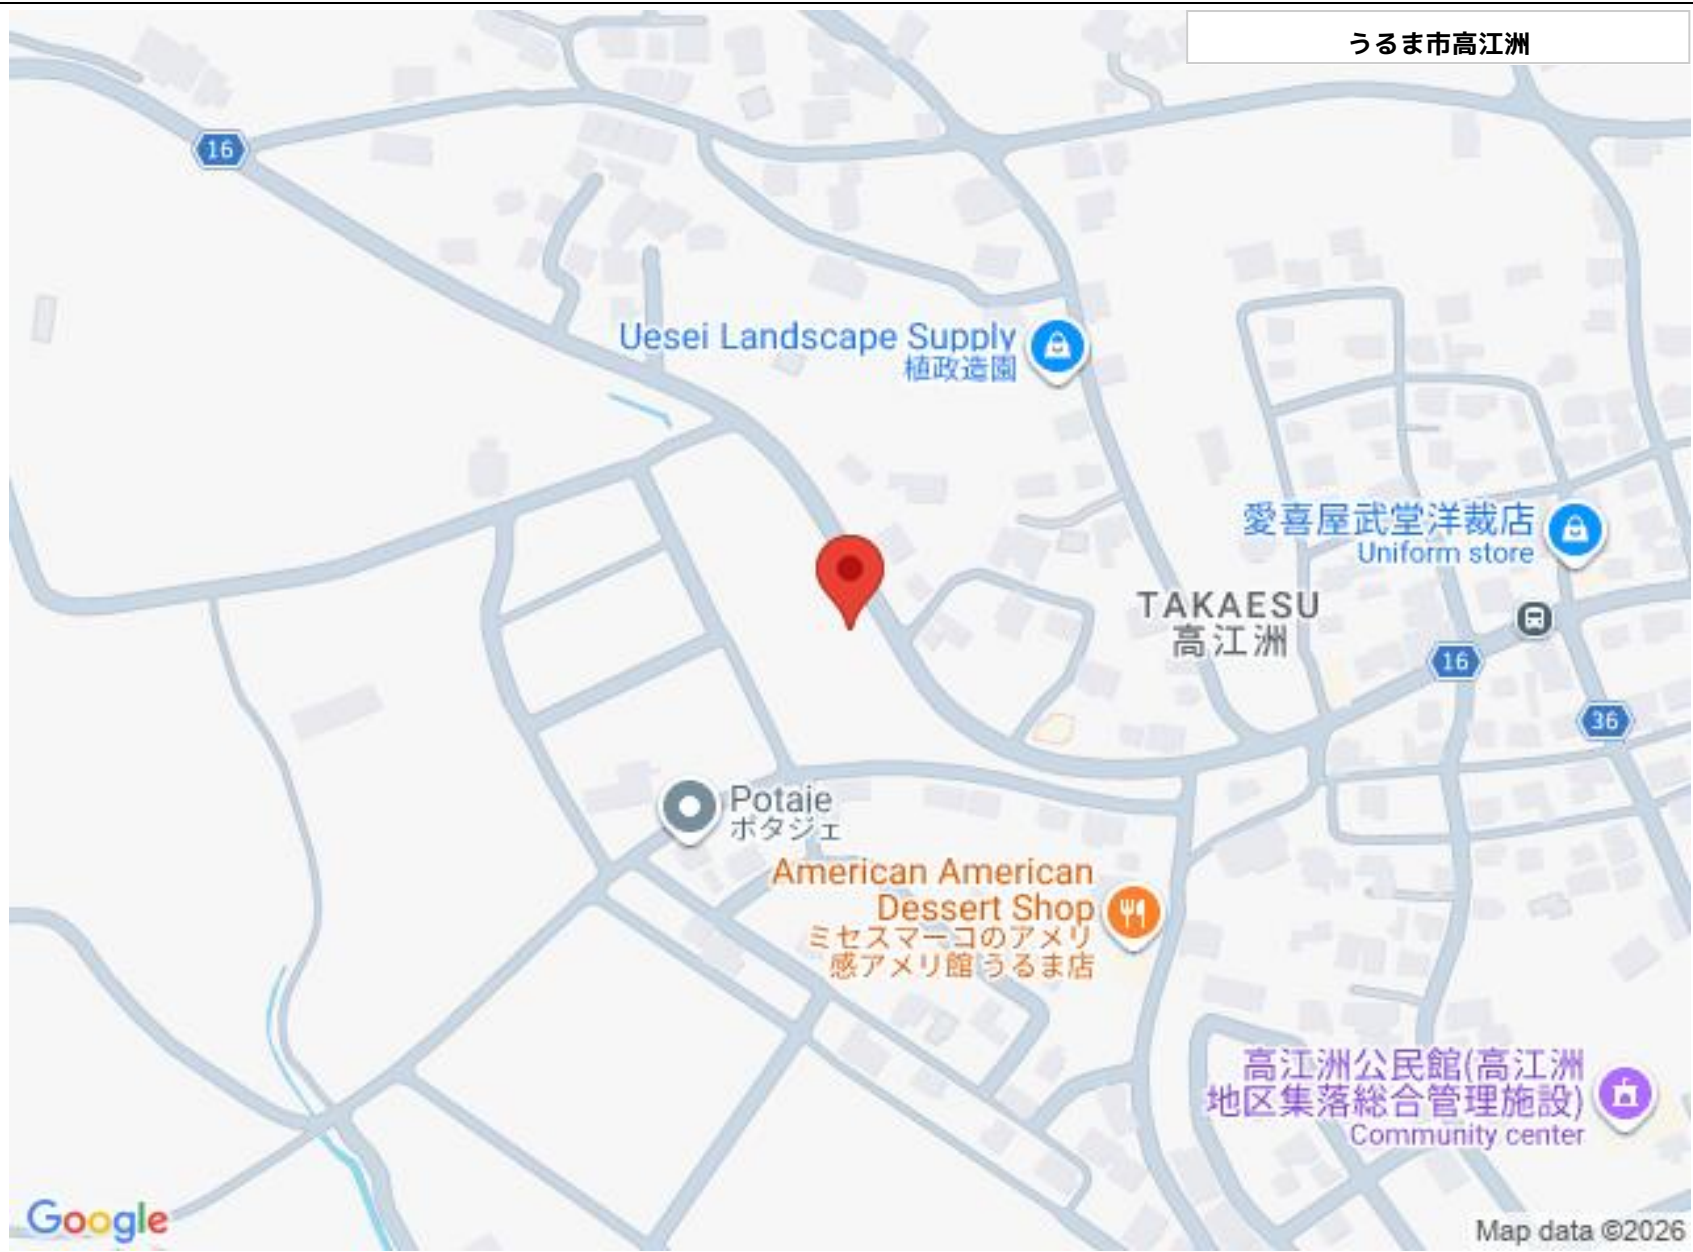 うるま市高江洲
16
Uesei Landscape Supply
植政造園
愛喜屋武堂洋裁店
Uniform store
TAKAESU
高江洲
16
36
Potaie
ポタジェ
American American
Dessert Shop
ミセスマーコのアメリ
感アメリ館 うるま店
高江洲公民館(高江洲
地区集落総合管理施設)
Community center
Google
Map data ©2026